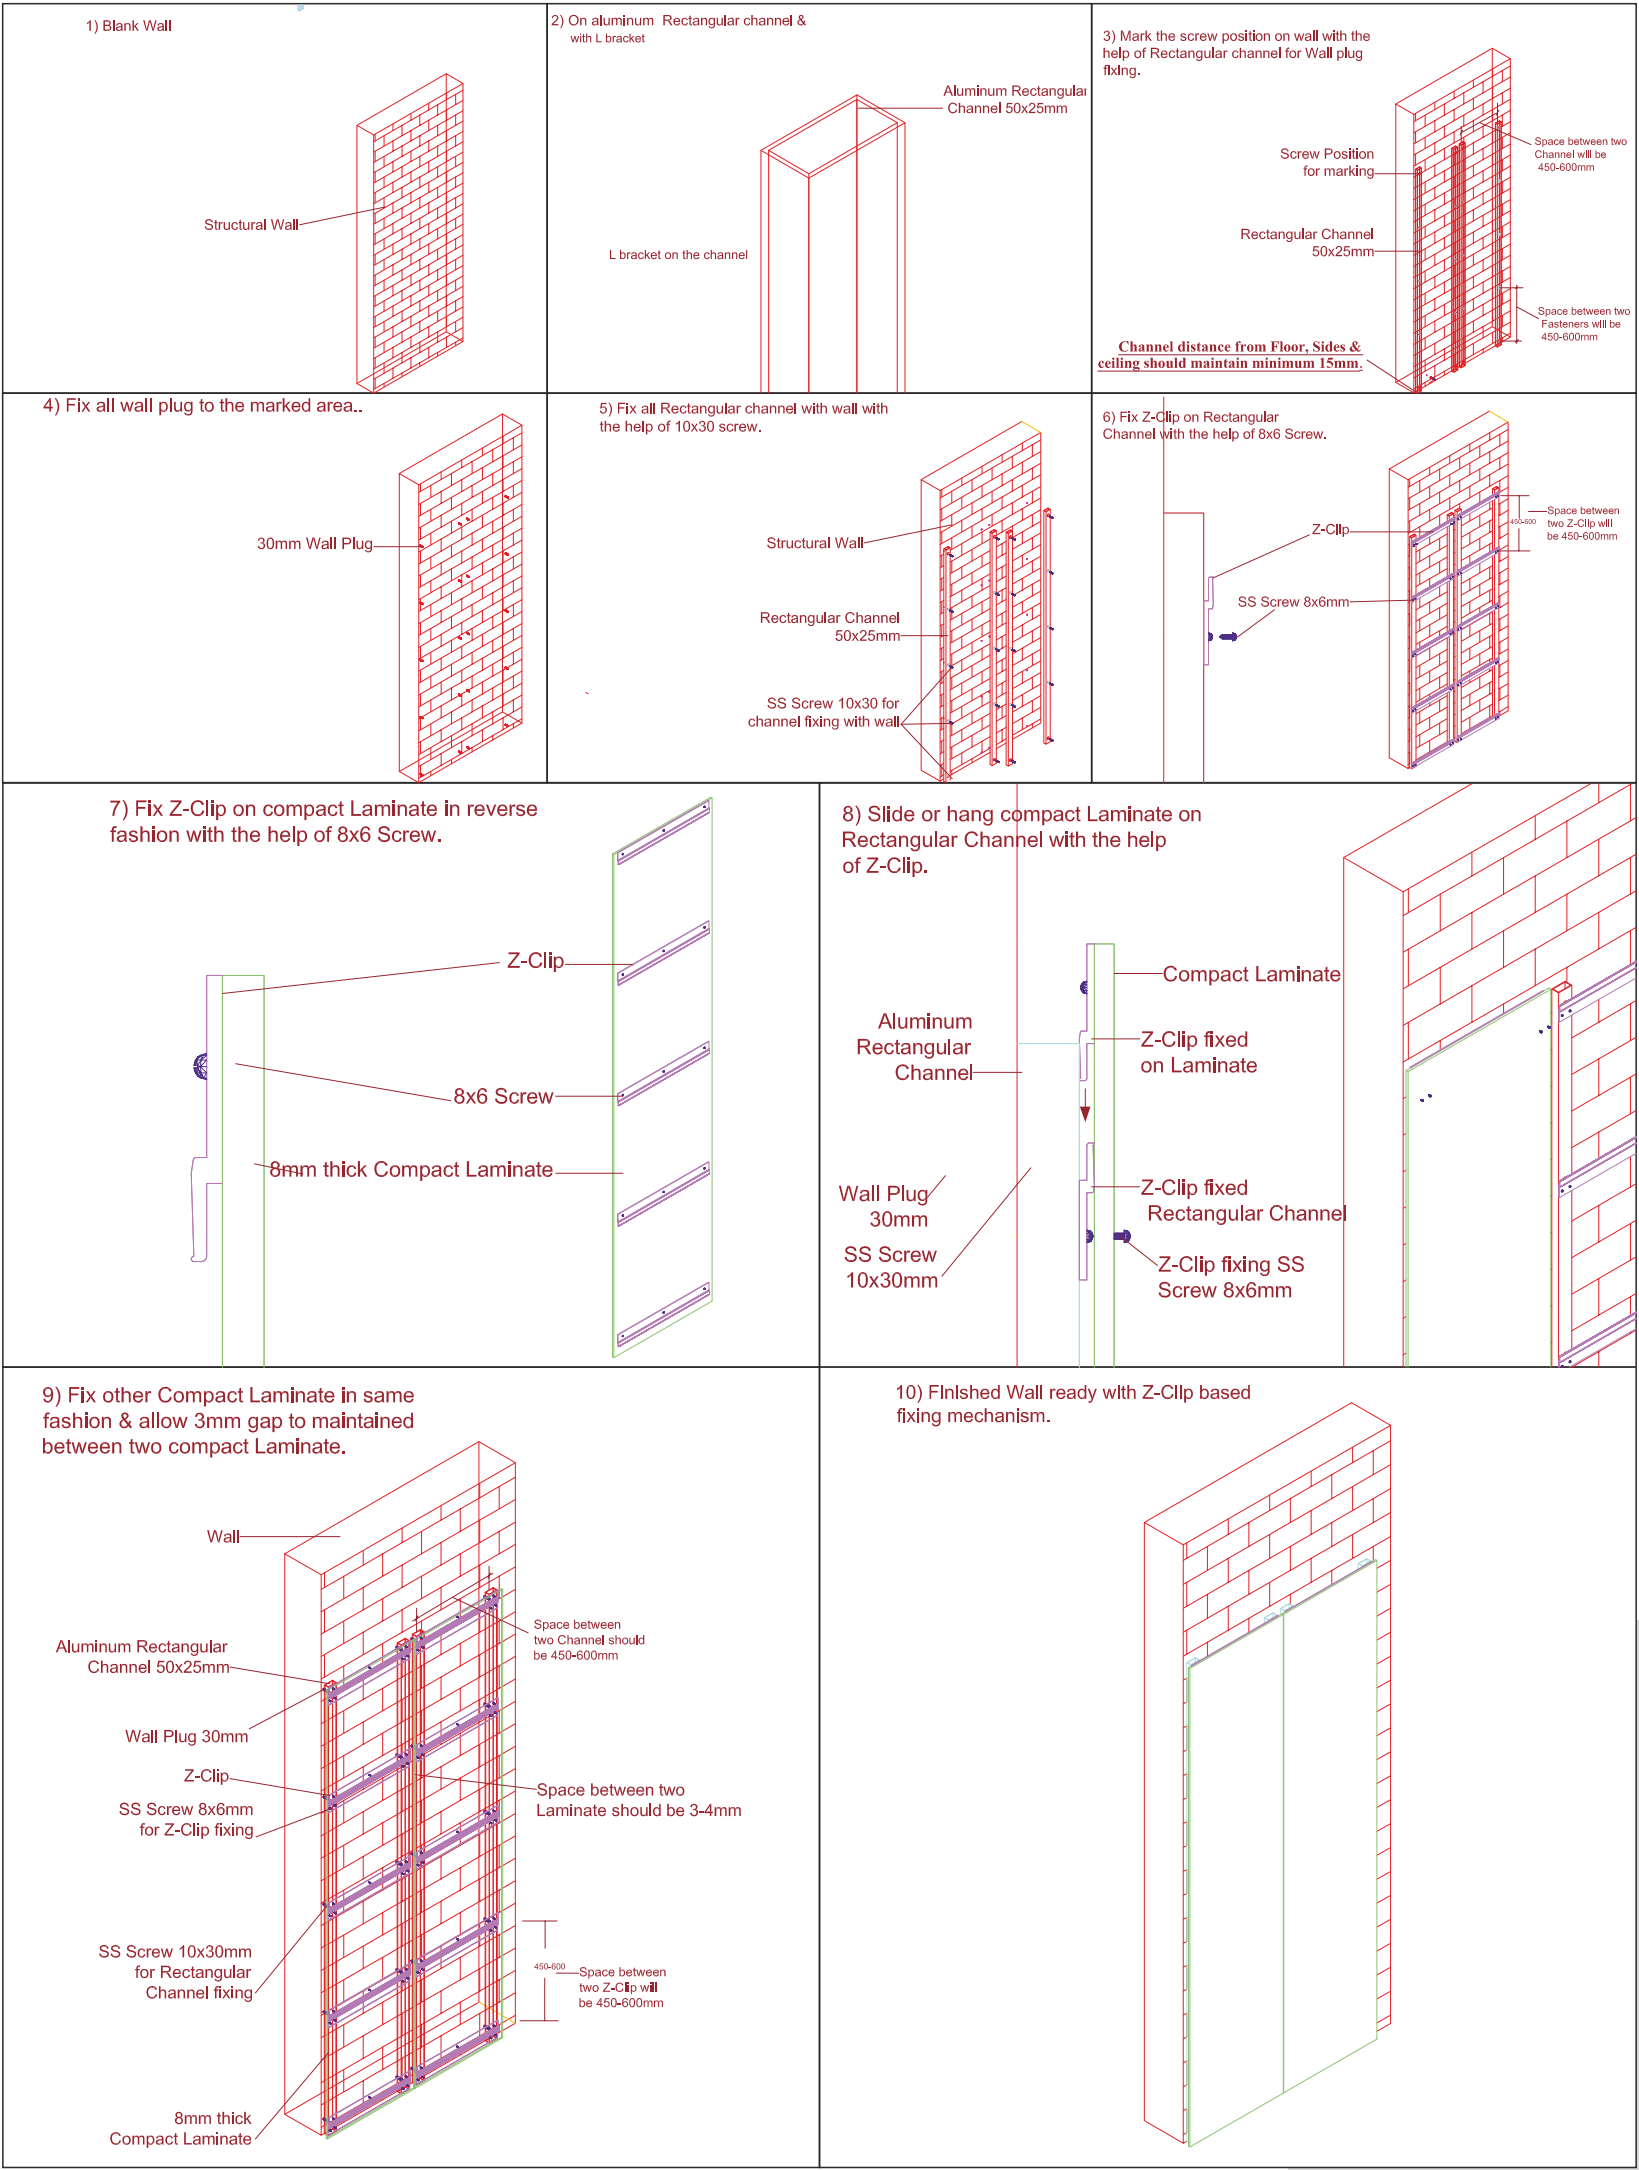 1) Blank Wall
Structural Wall
2) On aluminum Rectangular channel &
with L bracket
Aluminum Rectangular
Channel 50x25mm
L bracket on the channel
3) Mark the screw position on wall with the
help of Rectangular channel for Wall plug
fixing.
Space between two
Channel will be
450-600mm
Screw Position
for marking
Rectangular Channel
50x25mm
Space between two
Fasteners will be
450-600mm
Channel distance from Floor, Sides &
ceiling should maintain minimum 15mm.
4) Fix all wall plug to the marked area..
30mm Wall Plug
5) Fix all Rectangular channel with wall with
the help of 10x30 screw.
Structural Wall
Rectangular Channel
50x25mm
SS Screw 10x30 for
channel fixing with wall
6) Fix Z-Clip on Rectangular
Channel with the help of 8x6 Screw.
Z-Clip
450-600
Space between
two Z-Clip will
be 450-600mm
SS Screw 8x6mm
7) Fix Z-Clip on compact Laminate in reverse
fashion with the help of 8x6 Screw.
Z-Clip
8x6 Screw
8mm thick Compact Laminate
8) Slide or hang compact Laminate on
Rectangular Channel with the help
of Z-Clip.
Compact Laminate
Aluminum
Rectangular
Channel
Z-Clip fixed
on Laminate
Wall Plug
30mm
Z-Clip fixed
Rectangular Channel
SS Screw
10x30mm
Z-Clip fixing SS
Screw 8x6mm
9) Fix other Compact Laminate in same
fashion & allow 3mm gap to maintained
between two compact Laminate.
Wall
Space between
two Channel should
be 450-600mm
Aluminum Rectangular
Channel 50x25mm
Wall Plug 30mm
Z-Clip
SS Screw 8x6mm
for Z-Clip fixing
Space between two
Laminate should be 3-4mm
SS Screw 10x30mm
for Rectangular
Channel fixing
450-600
Space between
two Z-Clip will
be 450-600mm
8mm thick
Compact Laminate
10) Finished Wall ready with Z-Clip based
fixing mechanism.